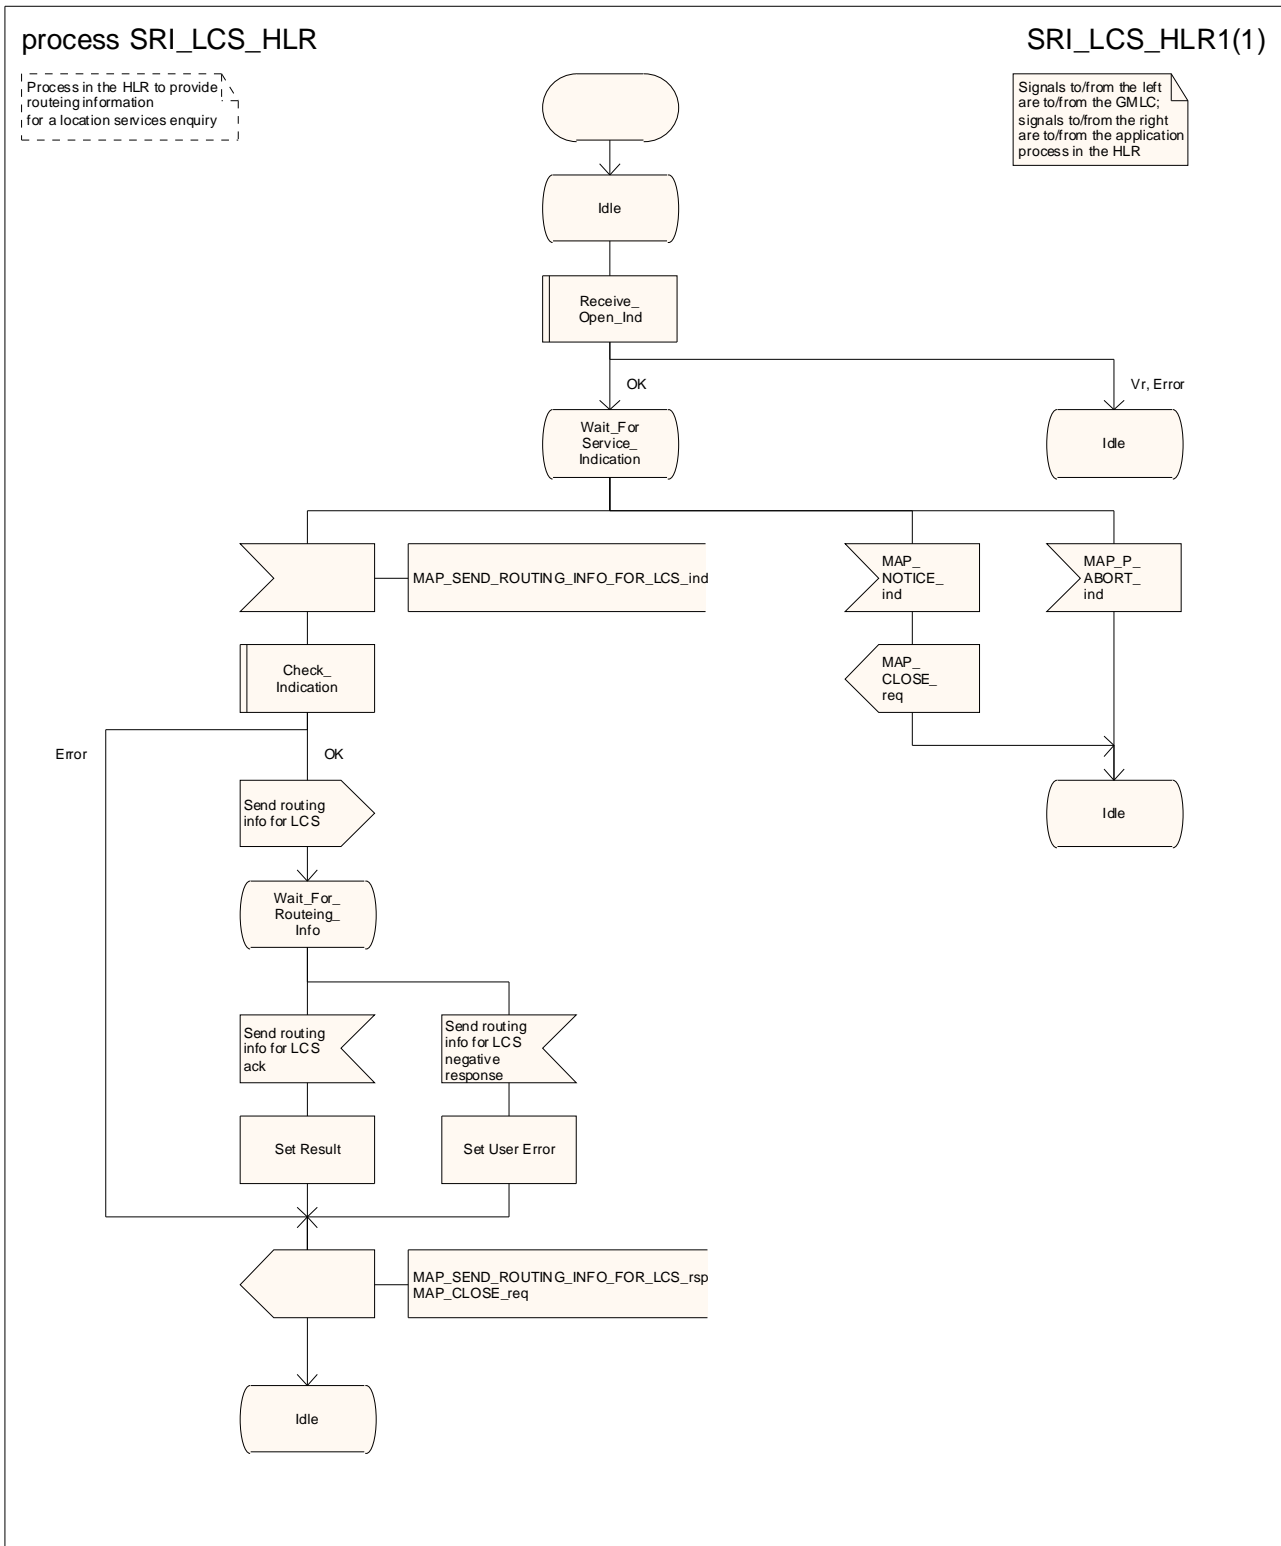 process SRI_LCS_HLR
SRI_LCS_HLR1(1)
Process in the HLR to provide
routeing information
for a location services enquiry
Signals to/from the left
are to/from the GMLC;
signals to/from the right
are to/from the application
process in the HLR
Idle
Receive_
Open_Ind
OK
Vr, Error
Wait_For
Service_
Indication
Idle
MAP_SEND_ROUTING_INFO_FOR_LCS_ind
MAP_
NOTICE_
ind
MAP_P_
ABORT_
ind
Check_
Indication
MAP_
CLOSE_
req
Error
OK
Send routing
info for LCS
Idle
Wait_For_
Routeing_
Info
Send routing
info for LCS
ack
Send routing
info for LCS
negative
response
Set Result
Set User Error
MAP_SEND_ROUTING_INFO_FOR_LCS_rsp
MAP_CLOSE_req
Idle